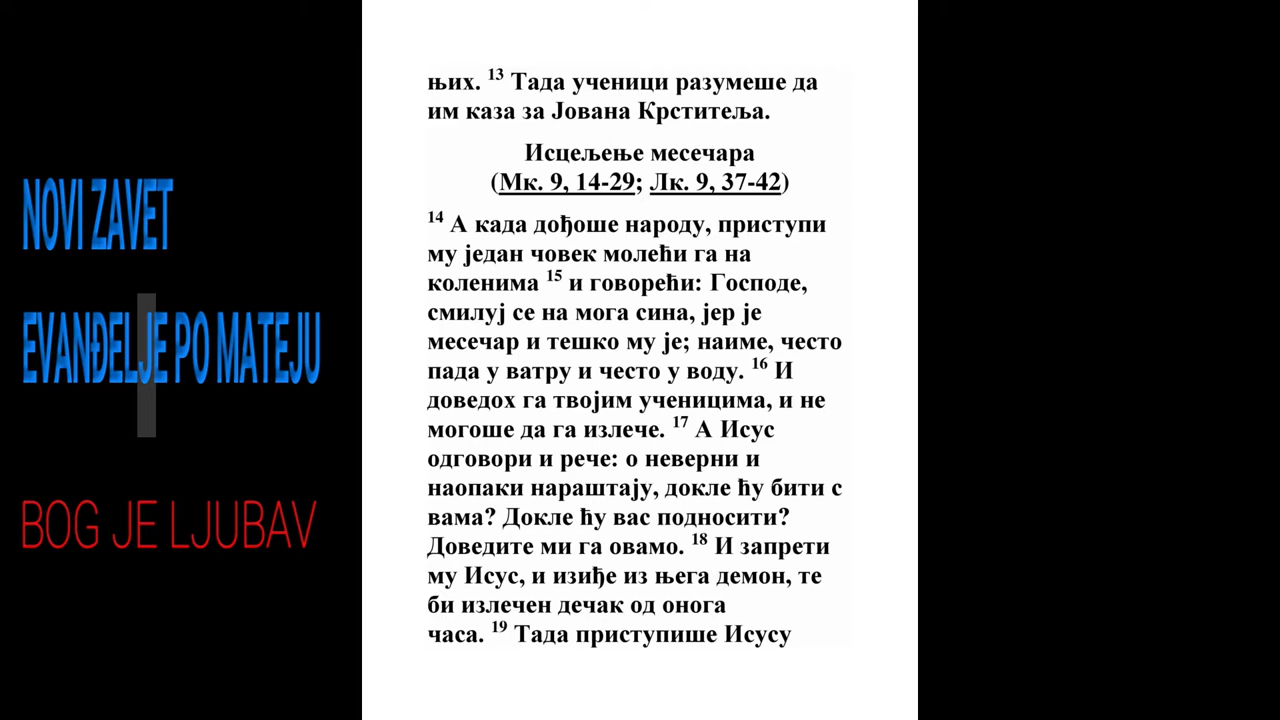 NOVI ZAVET
EVANĐELJE PO MATEJU
BOG JE LJUBAV
њих. 13 Тада ученици разумеше да
им каза за Јована Крститеља.
Исцељење месечара
(Мк. 9, 14-29; Лк. 9, 37-42)
14 А када дођоше народу, приступи
му један човек молећи га на
коленима 15 и говорећи: Господе,
смилуј се на мога сина, јер је
месечар и тешко му је; наиме, често
пада у ватру и често у воду. 16 И
доведох га твојим ученицима, и не
могоше да га излече. 17 А Исус
одговори и рече: о неверни и
наопаки нараштају, докле ћу бити с
вама? Докле ћу вас подносити?
Доведите ми га овамо. 18 И запрети
му Исус, и изиђе из њега демон, те
би излечен дечак од онога
часа. 19 Тада приступише Исусу